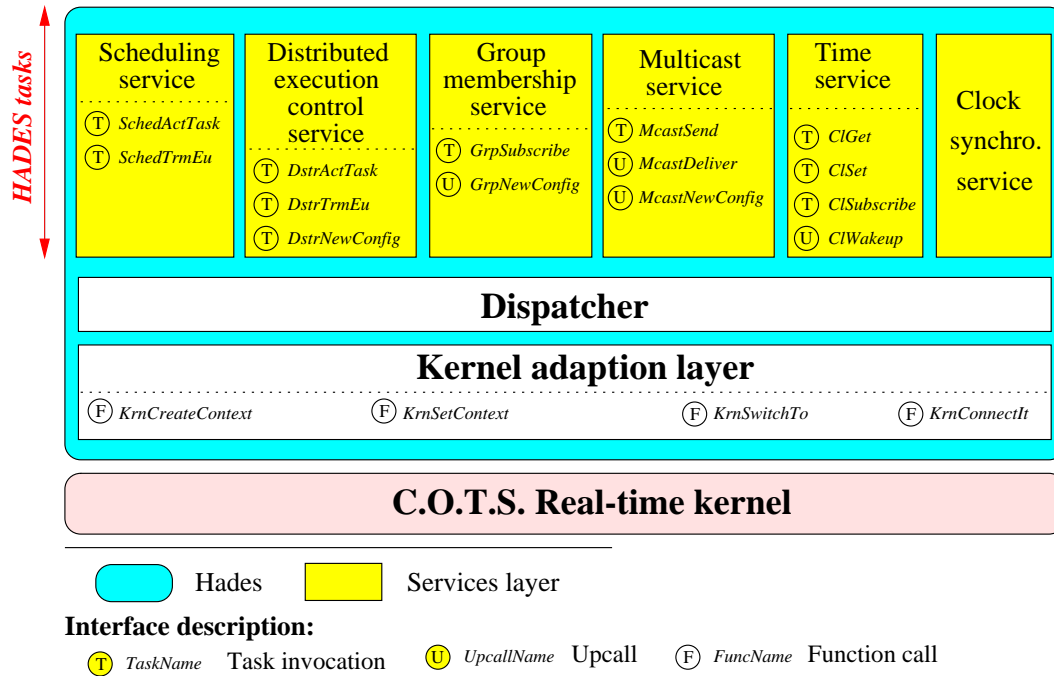 HADES tasks
Scheduling
service
T SchedActTask
T SchedTrmEu
Distributed
execution
control
service
T DstrActTask
T DstrTrmEu
T DstrNewConfig
Group
membership
service
T GrpSubscribe
U GrpNewConfig
Multicast
service
T McastSend
U McastDeliver
U McastNewConfig
Time
service
T ClGet
T ClSet
T ClSubscribe
U ClWakeup
Clock
synchro.
service
Dispatcher
Kernel adaption layer
F KrnCreateContext F KrnSetContext F KrnSwitchTo F KrnConnectIt
C.O.T.S. Real-time kernel
Hades Services layer
Interface description:
T TaskName Task invocation U UpcallName Upcall F FuncName Function call